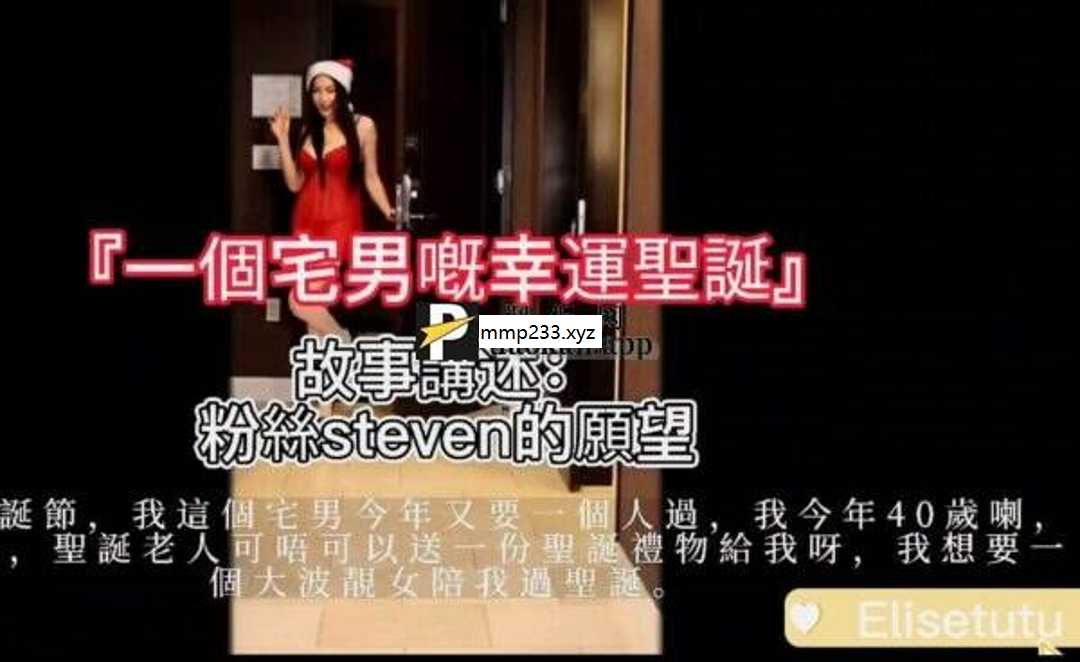 『一個宅男嘅幸運聖誕』
mmp233.xyz
故事講述：
粉絲steven的願望
誕節，我這個宅男今年又要一個人過，我今年40歲喇，
，聖誕老人可唔可以送一份聖誕禮物給我呀，我想要一
個大波靚女陪我過聖誕。
Elisetutu